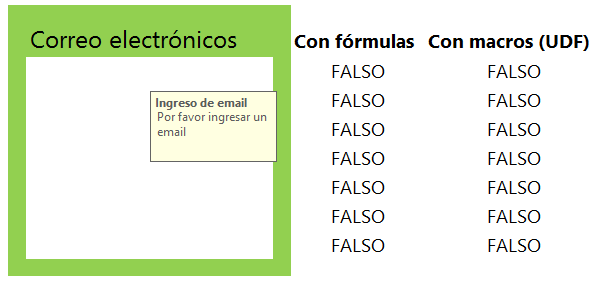 Correo electrónicos
Con fórmulas Con macros (UDF)
Ingreso de email
Por favor ingresar un
email
FALSO FALSO
FALSO FALSO
FALSO FALSO
FALSO FALSO
FALSO FALSO
FALSO FALSO
FALSO FALSO